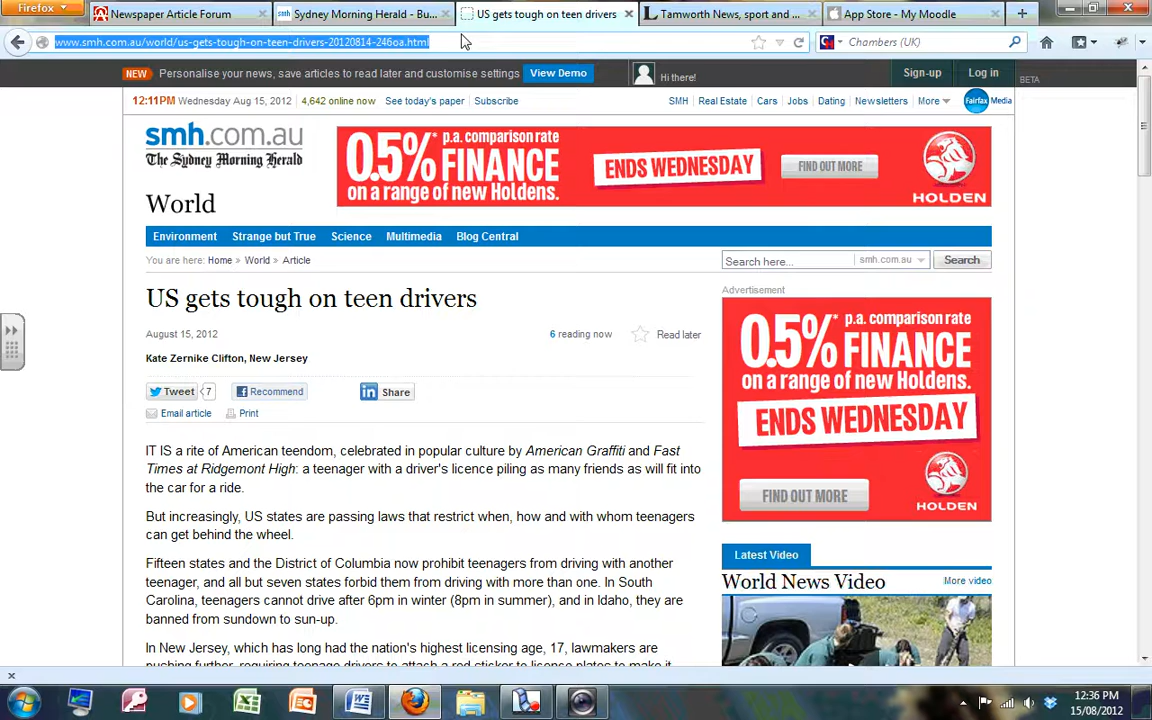 Firefox
Newspaper Article Forum
Sydney Morning Herald - Bu...
US gets tough on teen drivers
Tamworth News, sport and ...
App Store - My Moodle
www.smh.com.au/world/us-gets-tough-on-teen-drivers-20120814-246oa.html
Chambers (UK)
NEW Personalise your news, save articles to read later and customise settings View Demo
Hi there!
Sign-up
Log in
BETA
12:11PM Wednesday Aug 15, 2012 4,642 online now See today's paper Subscribe
SMH Real Estate Cars Jobs Dating Newsletters More Fairfax Media
smh.com.au
The Sydney Morning Herald
World
0.5% p.a. comparison rate*
FINANCE
on a range of new Holdens.
ENDS WEDNESDAY
FIND OUT MORE
HOLDEN
Environment Strange but True Science Multimedia Blog Central
You are here: Home » World » Article
Search here... smh.com.au Search
US gets tough on teen drivers
August 15, 2012
6 reading now
Read later
Kate Zernike Clifton, New Jersey
Tweet 7 Recommend Share
Email article Print
IT IS a rite of American teendom, celebrated in popular culture by American Graffiti and Fast
Times at Ridgemont High: a teenager with a driver's licence piling as many friends as will fit into
the car for a ride.
But increasingly, US states are passing laws that restrict when, how and with whom teenagers
can get behind the wheel.
Fifteen states and the District of Columbia now prohibit teenagers from driving with another
teenager, and all but seven states forbid them from driving with more than one. In South
Carolina, teenagers cannot drive after 6pm in winter (8pm in summer), and in Idaho, they are
banned from sundown to sun-up.
In New Jersey, which has long had the nation's highest licensing age, 17, lawmakers are
pushing further, requiring teenage drivers to attach a red sticker to license plates to make it
Advertisement
0.5% p.a. comparison rate*
FINANCE
on a range of new Holdens.
ENDS WEDNESDAY
FIND OUT MORE
HOLDEN
Latest Video
World News Video
More video
12:36 PM
15/08/2012